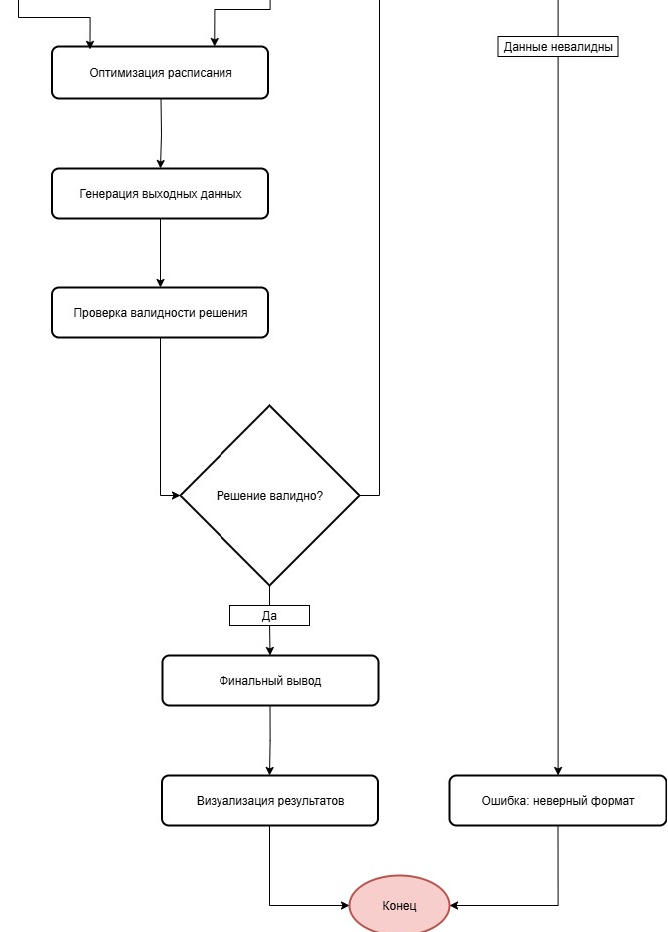 Данные невалидны
Оптимизация расписания
Генерация выходных данных
Проверка валидности решения
Решение валидно?
Да
Финальный вывод
Визуализация результатов
Ошибка: неверный формат
Конец